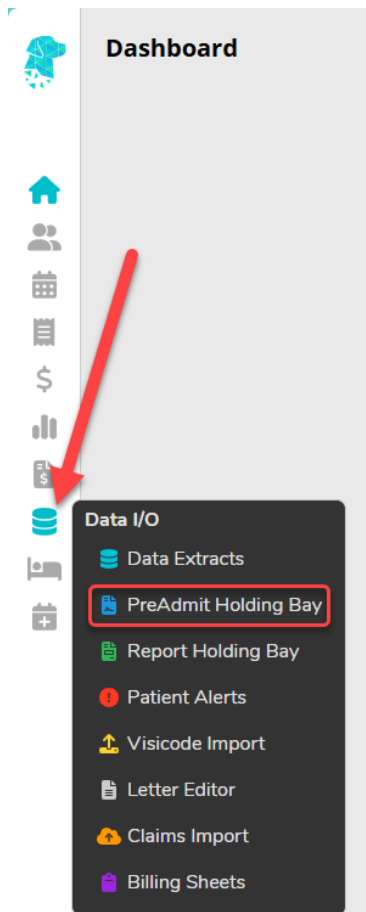 Dashboard
Data I/O
Data Extracts
PreAdmit Holding Bay
Report Holding Bay
Patient Alerts
Visicode Import
Letter Editor
Claims Import
Billing Sheets